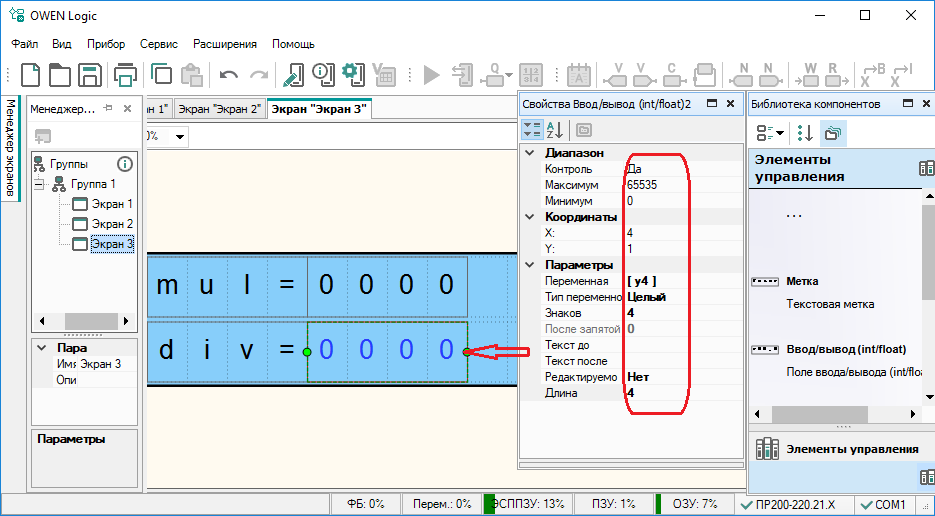 OWEN Logic
Файл Вид Прибор Сервис Расширения Помощь
Менеджер экранов
Менеджер...
Группы
Группа 1
Экран 1
Экран 2
Экран 3
Пара
Имя Экран 3
Опи
Параметры
ан 1" Экран "Экран 2" Экран "Экран 3"
0%
m u l = 0 0 0 0
d i v = 0 0 0 0
Свойства Ввод/вывод (int/float)2
Диапазон
Контроль Да
Максимум 65535
Минимум 0
Координаты
X: 4
Y: 1
Параметры
Переменная [ y4 ]
Тип переменно Целый
Знаков 4
После запятой 0
Текст до
Текст после
Редактируемо Нет
Длина 4
Библиотека компонентов
Элементы
управления
...
Метка
Текстовая метка
Ввод/вывод (int/float)
Поле ввода/вывода (int/floa
Элементы управления
ФБ: 0% Перем.: 0% ЭСППЗУ: 13% ПЗУ: 1% ОЗУ: 7% ПР200-220.21.X COM1